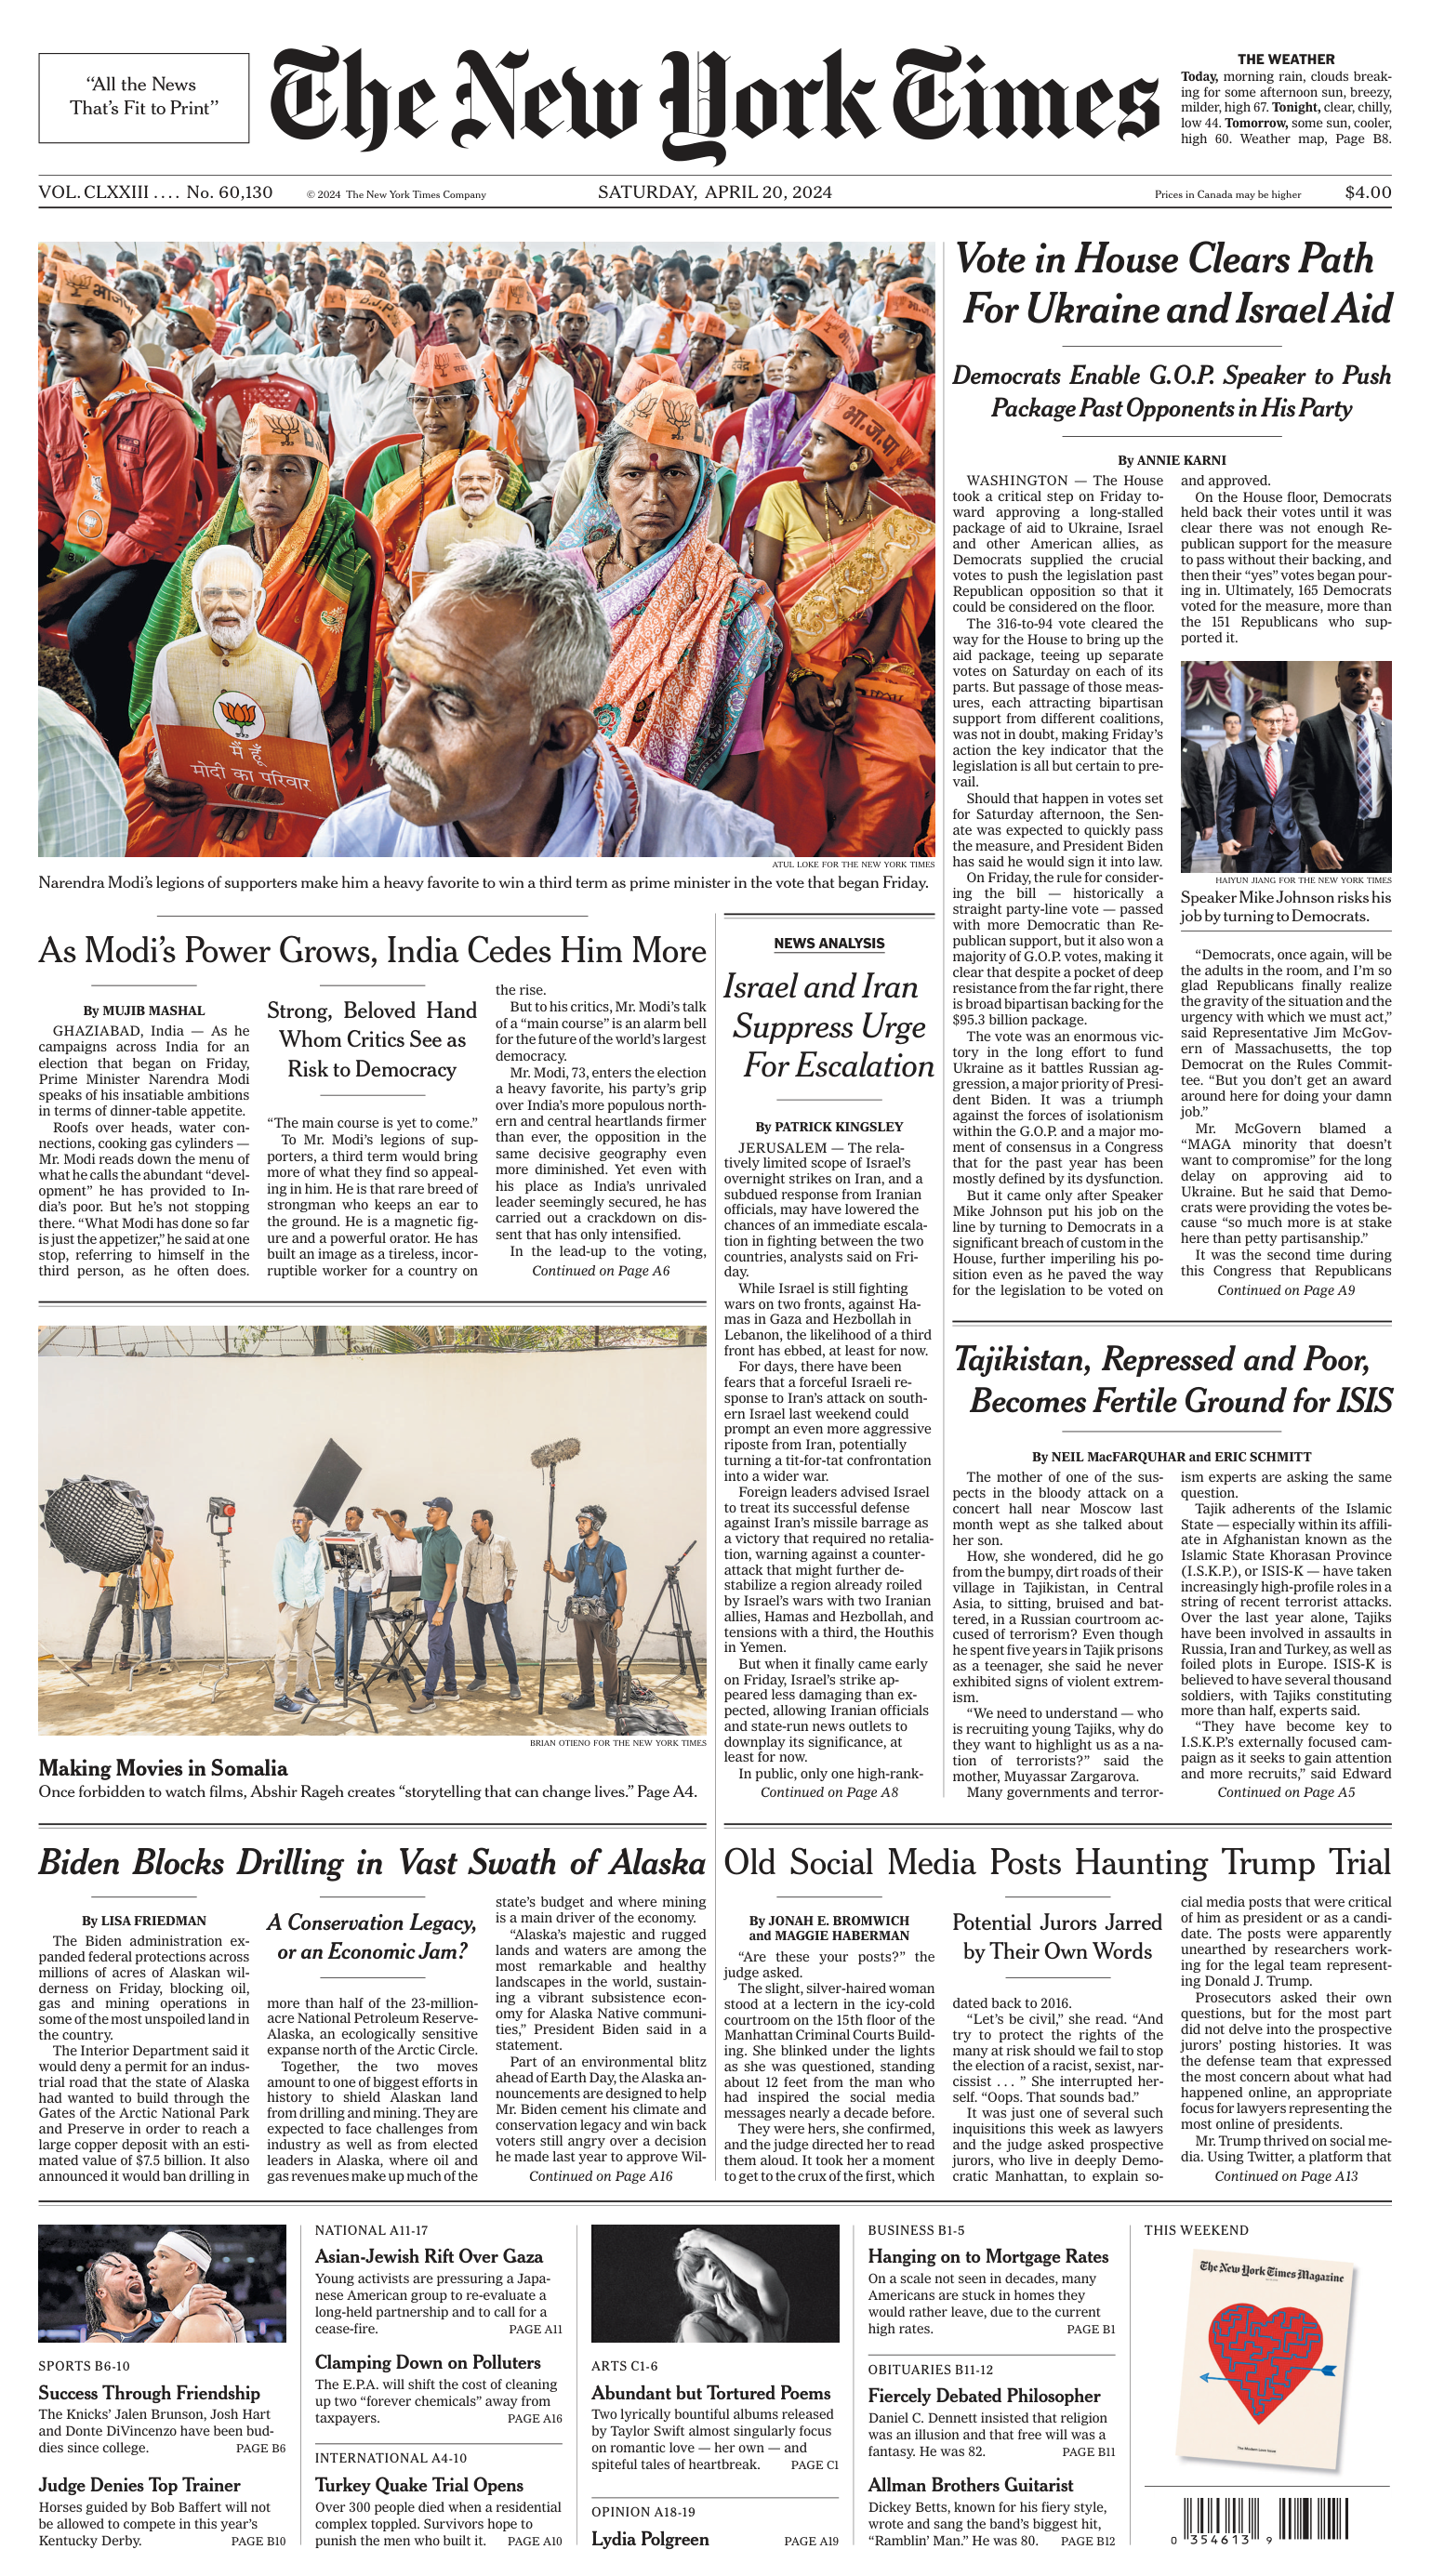 “All the News
That’s Fit to Print”
The New York Times
THE WEATHER
Today, morning rain, clouds break-
ing for some afternoon sun, breezy,
milder, high 67. Tonight, clear, chilly,
low 44. Tomorrow, some sun, cooler,
high 60. Weather map, Page B8.
VOL. CLXXIII .... No. 60,130
© 2024 The New York Times Company
SATURDAY, APRIL 20, 2024
Prices in Canada may be higher
$4.00
मैं हूँ
मोदी का परिवार
भा.ज.पा
ATUL LOKE FOR THE NEW YORK TIMES
Narendra Modi’s legions of supporters make him a heavy favorite to win a third term as prime minister in the vote that began Friday.
Vote in House Clears Path
For Ukraine and Israel Aid
Democrats Enable G.O.P. Speaker to Push
Package Past Opponents in His Party
By ANNIE KARNI
WASHINGTON — The House
took a critical step on Friday to-
ward approving a long-stalled
package of aid to Ukraine, Israel
and other American allies, as
Democrats supplied the crucial
votes to push the legislation past
Republican opposition so that it
could be considered on the floor.
The 316-to-94 vote cleared the
way for the House to bring up the
aid package, teeing up separate
votes on Saturday on each of its
parts. But passage of those meas-
ures, each attracting bipartisan
support from different coalitions,
was not in doubt, making Friday’s
action the key indicator that the
legislation is all but certain to pre-
vail.
Should that happen in votes set
for Saturday afternoon, the Sen-
ate was expected to quickly pass
the measure, and President Biden
has said he would sign it into law.
On Friday, the rule for consider-
ing the bill — historically a
straight party-line vote — passed
with more Democratic than Re-
publican support, but it also won a
majority of G.O.P. votes, making it
clear that despite a pocket of deep
resistance from the far right, there
is broad bipartisan backing for the
$95.3 billion package.
The vote was an enormous vic-
tory in the long effort to fund
Ukraine as it battles Russian ag-
gression, a major priority of Presi-
dent Biden. It was a triumph
against the forces of isolationism
within the G.O.P. and a major mo-
ment of consensus in a Congress
that for the past year has been
mostly defined by its dysfunction.
But it came only after Speaker
Mike Johnson put his job on the
line by turning to Democrats in a
significant breach of custom in the
House, further imperiling his po-
sition even as he paved the way
for the legislation to be voted on
and approved.
On the House floor, Democrats
held back their votes until it was
clear there was not enough Re-
publican support for the measure
to pass without their backing, and
then their “yes” votes began pour-
ing in. Ultimately, 165 Democrats
voted for the measure, more than
the 151 Republicans who sup-
ported it.
HAIYUN JIANG FOR THE NEW YORK TIMES
Speaker Mike Johnson risks his
job by turning to Democrats.
“Democrats, once again, will be
the adults in the room, and I’m so
glad Republicans finally realize
the gravity of the situation and the
urgency with which we must act,”
said Representative Jim McGov-
ern of Massachusetts, the top
Democrat on the Rules Commit-
tee. “But you don’t get an award
around here for doing your damn
job.”
Mr. McGovern blamed a
“MAGA minority that doesn’t
want to compromise” for the long
delay on approving aid to
Ukraine. But he said that Demo-
crats were providing the votes be-
cause “so much more is at stake
here than petty partisanship.”
It was the second time during
this Congress that Republicans
Continued on Page A9
As Modi’s Power Grows, India Cedes Him More
By MUJIB MASHAL
GHAZIABAD, India — As he
campaigns across India for an
election that began on Friday,
Prime Minister Narendra Modi
speaks of his insatiable ambitions
in terms of dinner-table appetite.
Roofs over heads, water con-
nections, cooking gas cylinders —
Mr. Modi reads down the menu of
what he calls the abundant “devel-
opment” he has provided to In-
dia’s poor. But he’s not stopping
there. “What Modi has done so far
is just the appetizer,” he said at one
stop, referring to himself in the
third person, as he often does.
Strong, Beloved Hand
Whom Critics See as
Risk to Democracy
“The main course is yet to come.”
To Mr. Modi’s legions of sup-
porters, a third term would bring
more of what they find so appeal-
ing in him. He is that rare breed of
strongman who keeps an ear to
the ground. He is a magnetic fig-
ure and a powerful orator. He has
built an image as a tireless, incor-
ruptible worker for a country on
the rise.
But to his critics, Mr. Modi’s talk
of a “main course” is an alarm bell
for the future of the world’s largest
democracy.
Mr. Modi, 73, enters the election
a heavy favorite, his party’s grip
over India’s more populous north-
ern and central heartlands firmer
than ever, the opposition in the
same decisive geography even
more diminished. Yet even with
his place as India’s unrivaled
leader seemingly secured, he has
carried out a crackdown on dis-
sent that has only intensified.
In the lead-up to the voting,
Continued on Page A6
NEWS ANALYSIS
Israel and Iran
Suppress Urge
For Escalation
By PATRICK KINGSLEY
JERUSALEM — The rela-
tively limited scope of Israel’s
overnight strikes on Iran, and a
subdued response from Iranian
officials, may have lowered the
chances of an immediate escala-
tion in fighting between the two
countries, analysts said on Fri-
day.
While Israel is still fighting
wars on two fronts, against Ha-
mas in Gaza and Hezbollah in
Lebanon, the likelihood of a third
front has ebbed, at least for now.
For days, there have been
fears that a forceful Israeli re-
sponse to Iran’s attack on south-
ern Israel last weekend could
prompt an even more aggressive
riposte from Iran, potentially
turning a tit-for-tat confrontation
into a wider war.
Foreign leaders advised Israel
to treat its successful defense
against Iran’s missile barrage as
a victory that required no retalia-
tion, warning against a counter-
attack that might further de-
stabilize a region already roiled
by Israel’s wars with two Iranian
allies, Hamas and Hezbollah, and
tensions with a third, the Houthis
in Yemen.
But when it finally came early
on Friday, Israel’s strike ap-
peared less damaging than ex-
pected, allowing Iranian officials
and state-run news outlets to
downplay its significance, at
least for now.
In public, only one high-rank-
Continued on Page A8
BRIAN OTIENO FOR THE NEW YORK TIMES
Making Movies in Somalia
Once forbidden to watch films, Abshir Rageh creates “storytelling that can change lives.” Page A4.
Tajikistan, Repressed and Poor,
Becomes Fertile Ground for ISIS
By NEIL MacFARQUHAR and ERIC SCHMITT
The mother of one of the sus-
pects in the bloody attack on a
concert hall near Moscow last
month wept as she talked about
her son.
How, she wondered, did he go
from the bumpy, dirt roads of their
village in Tajikistan, in Central
Asia, to sitting, bruised and bat-
tered, in a Russian courtroom ac-
cused of terrorism? Even though
he spent five years in Tajik prisons
as a teenager, she said he never
exhibited signs of violent extrem-
ism.
“We need to understand — who
is recruiting young Tajiks, why do
they want to highlight us as a na-
tion of terrorists?” said the
mother, Muyassar Zargarova.
Many governments and terror-
ism experts are asking the same
question.
Tajik adherents of the Islamic
State — especially within its affili-
ate in Afghanistan known as the
Islamic State Khorasan Province
(I.S.K.P.), or ISIS-K — have taken
increasingly high-profile roles in a
string of recent terrorist attacks.
Over the last year alone, Tajiks
have been involved in assaults in
Russia, Iran and Turkey, as well as
foiled plots in Europe. ISIS-K is
believed to have several thousand
soldiers, with Tajiks constituting
more than half, experts said.
“They have become key to
I.S.K.P.’s externally focused cam-
paign as it seeks to gain attention
and more recruits,” said Edward
Continued on Page A5
Biden Blocks Drilling in Vast Swath of Alaska
By LISA FRIEDMAN
The Biden administration ex-
panded federal protections across
millions of acres of Alaskan wil-
derness on Friday, blocking oil,
gas and mining operations in
some of the most unspoiled land in
the country.
The Interior Department said it
would deny a permit for an indus-
trial road that the state of Alaska
had wanted to build through the
Gates of the Arctic National Park
and Preserve in order to reach a
large copper deposit with an esti-
mated value of $7.5 billion. It also
announced it would ban drilling in
A Conservation Legacy,
or an Economic Jam?
more than half of the 23-million-
acre National Petroleum Reserve-
Alaska, an ecologically sensitive
expanse north of the Arctic Circle.
Together, the two moves
amount to one of biggest efforts in
history to shield Alaskan land
from drilling and mining. They are
expected to face challenges from
industry as well as from elected
leaders in Alaska, where oil and
gas revenues make up much of the
state’s budget and where mining
is a main driver of the economy.
“Alaska’s majestic and rugged
lands and waters are among the
most remarkable and healthy
landscapes in the world, sustain-
ing a vibrant subsistence econ-
omy for Alaska Native communi-
ties,” President Biden said in a
statement.
Part of an environmental blitz
ahead of Earth Day, the Alaska an-
nouncements are designed to help
Mr. Biden cement his climate and
conservation legacy and win back
voters still angry over a decision
he made last year to approve Wil-
Continued on Page A16
Old Social Media Posts Haunting Trump Trial
By JONAH E. BROMWICH
and MAGGIE HABERMAN
“Are these your posts?” the
judge asked.
The slight, silver-haired woman
stood at a lectern in the icy-cold
courtroom on the 15th floor of the
Manhattan Criminal Courts Build-
ing. She blinked under the lights
as she was questioned, standing
about 12 feet from the man who
had inspired the social media
messages nearly a decade before.
They were hers, she confirmed,
and the judge directed her to read
them aloud. It took her a moment
to get to the crux of the first, which
Potential Jurors Jarred
by Their Own Words
dated back to 2016.
“Let’s be civil,” she read. “And
try to protect the rights of the
many at risk should we fail to stop
the election of a racist, sexist, nar-
cissist . . . ” She interrupted her-
self. “Oops. That sounds bad.”
It was just one of several such
inquisitions this week as lawyers
and the judge asked prospective
jurors, who live in deeply Demo-
cratic Manhattan, to explain so-
cial media posts that were critical
of him as president or as a candi-
date. The posts were apparently
unearthed by researchers work-
ing for the legal team represent-
ing Donald J. Trump.
Prosecutors asked their own
questions, but for the most part
did not delve into the prospective
jurors’ posting histories. It was
the defense team that expressed
the most concern about what had
happened online, an appropriate
focus for lawyers representing the
most online of presidents.
Mr. Trump thrived on social me-
dia. Using Twitter, a platform that
Continued on Page A13
SPORTS B6-10
Success Through Friendship
The Knicks’ Jalen Brunson, Josh Hart
and Donte DiVincenzo have been bud-
dies since college. PAGE B6
Judge Denies Top Trainer
Horses guided by Bob Baffert will not
be allowed to compete in this year’s
Kentucky Derby. PAGE B10
NATIONAL A11-17
Asian-Jewish Rift Over Gaza
Young activists are pressuring a Japa-
nese American group to re-evaluate a
long-held partnership and to call for a
cease-fire. PAGE A11
Clamping Down on Polluters
The E.P.A. will shift the cost of cleaning
up two “forever chemicals” away from
taxpayers. PAGE A16
INTERNATIONAL A4-10
Turkey Quake Trial Opens
Over 300 people died when a residential
complex toppled. Survivors hope to
punish the men who built it. PAGE A10
ARTS C1-6
Abundant but Tortured Poems
Two lyrically bountiful albums released
by Taylor Swift almost singularly focus
on romantic love — her own — and
spiteful tales of heartbreak. PAGE C1
OPINION A18-19
Lydia Polgreen PAGE A19
BUSINESS B1-5
Hanging on to Mortgage Rates
On a scale not seen in decades, many
Americans are stuck in homes they
would rather leave, due to the current
high rates. PAGE B1
OBITUARIES B11-12
Fiercely Debated Philosopher
Daniel C. Dennett insisted that religion
was an illusion and that free will was a
fantasy. He was 82. PAGE B11
Allman Brothers Guitarist
Dickey Betts, known for his fiery style,
wrote and sang the band’s biggest hit,
“Ramblin’ Man.” He was 80. PAGE B12
THIS WEEKEND
The New York Times Magazine
The Modern Love Issue
0 354613 9